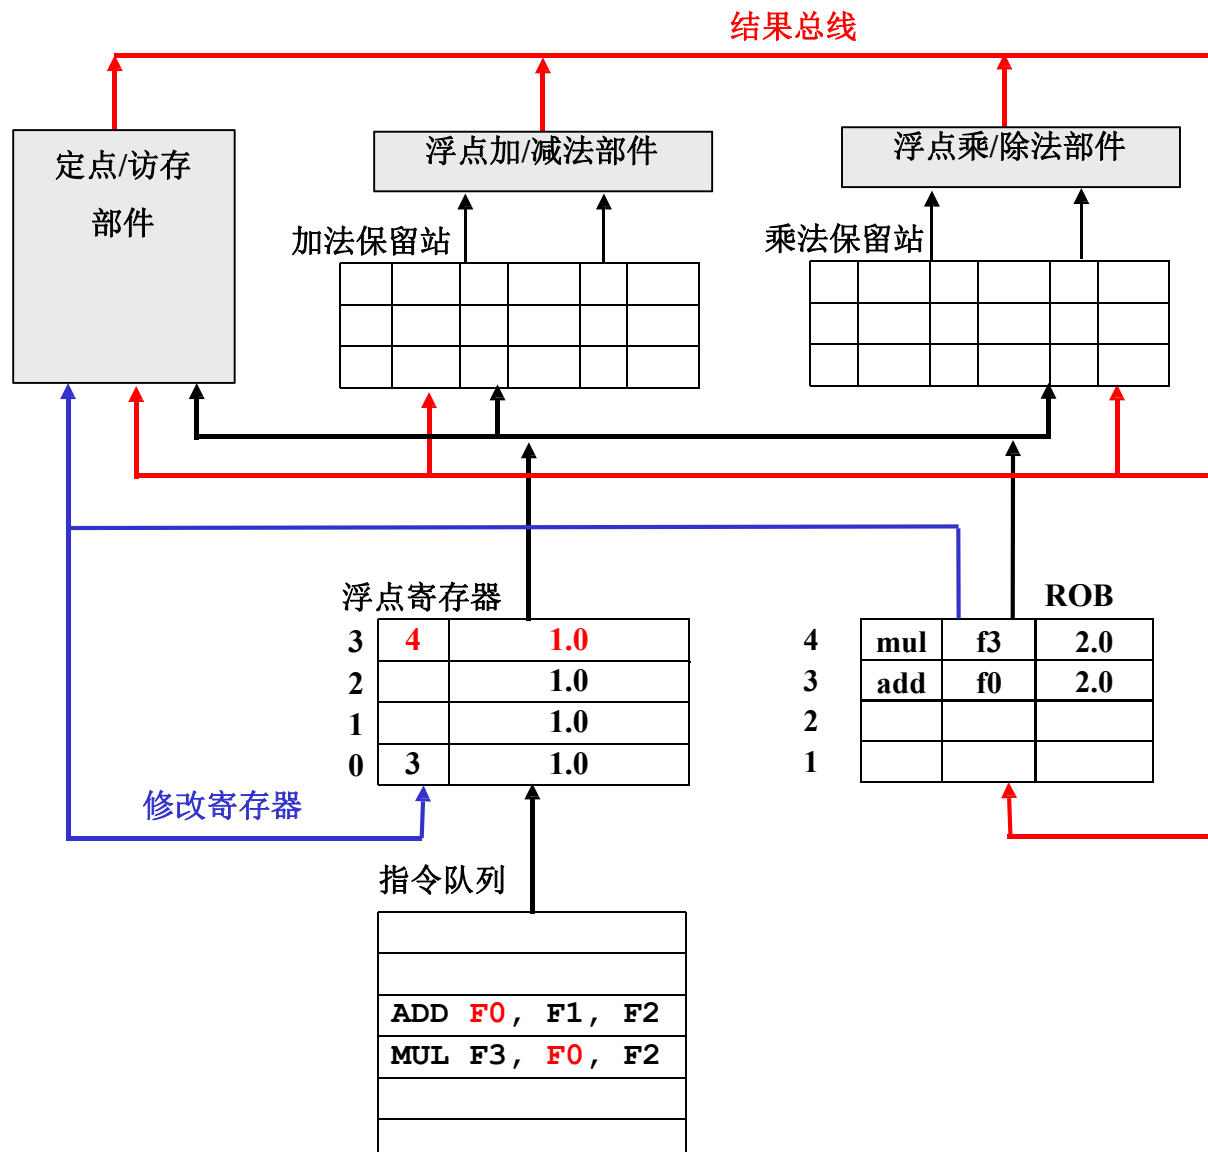 结果总线
定点/访存
部件
浮点加/减法部件
浮点乘/除法部件
加法保留站
乘法保留站
浮点寄存器
3 4 1.0
2 1.0
1 1.0
0 3 1.0
ROB
4 mul f3 2.0
3 add f0 2.0
2
1
修改寄存器
指令队列
ADD F0, F1, F2
MUL F3, F0, F2